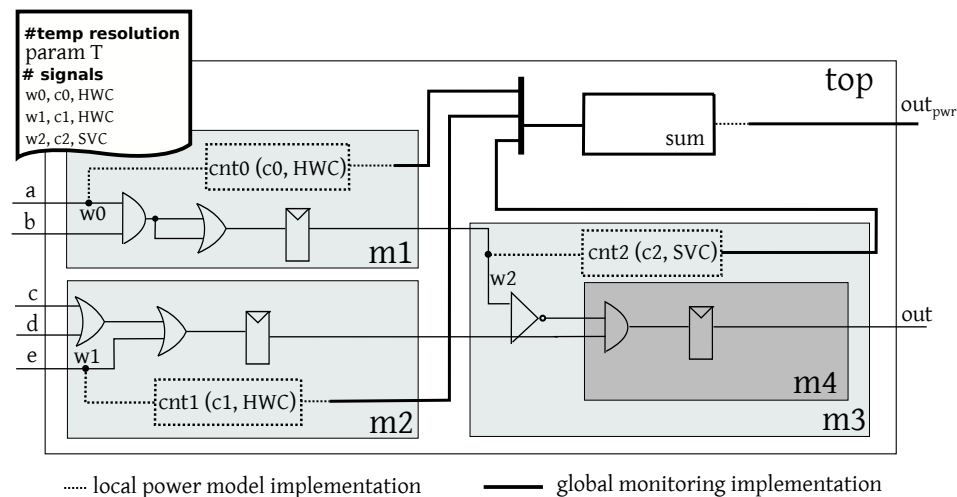 #temp resolution
param T
# signals
w0, c0, HWC
w1, c1, HWC
w2, c2, SVC
top
out_pwr
sum
cnt0 (c0, HWC)
a
w0
b
m1
cnt2 (c2, SVC)
w2
c
d
e
w1
out
cnt1 (c1, HWC)
m2
m4
m3
local power model implementation
global monitoring implementation